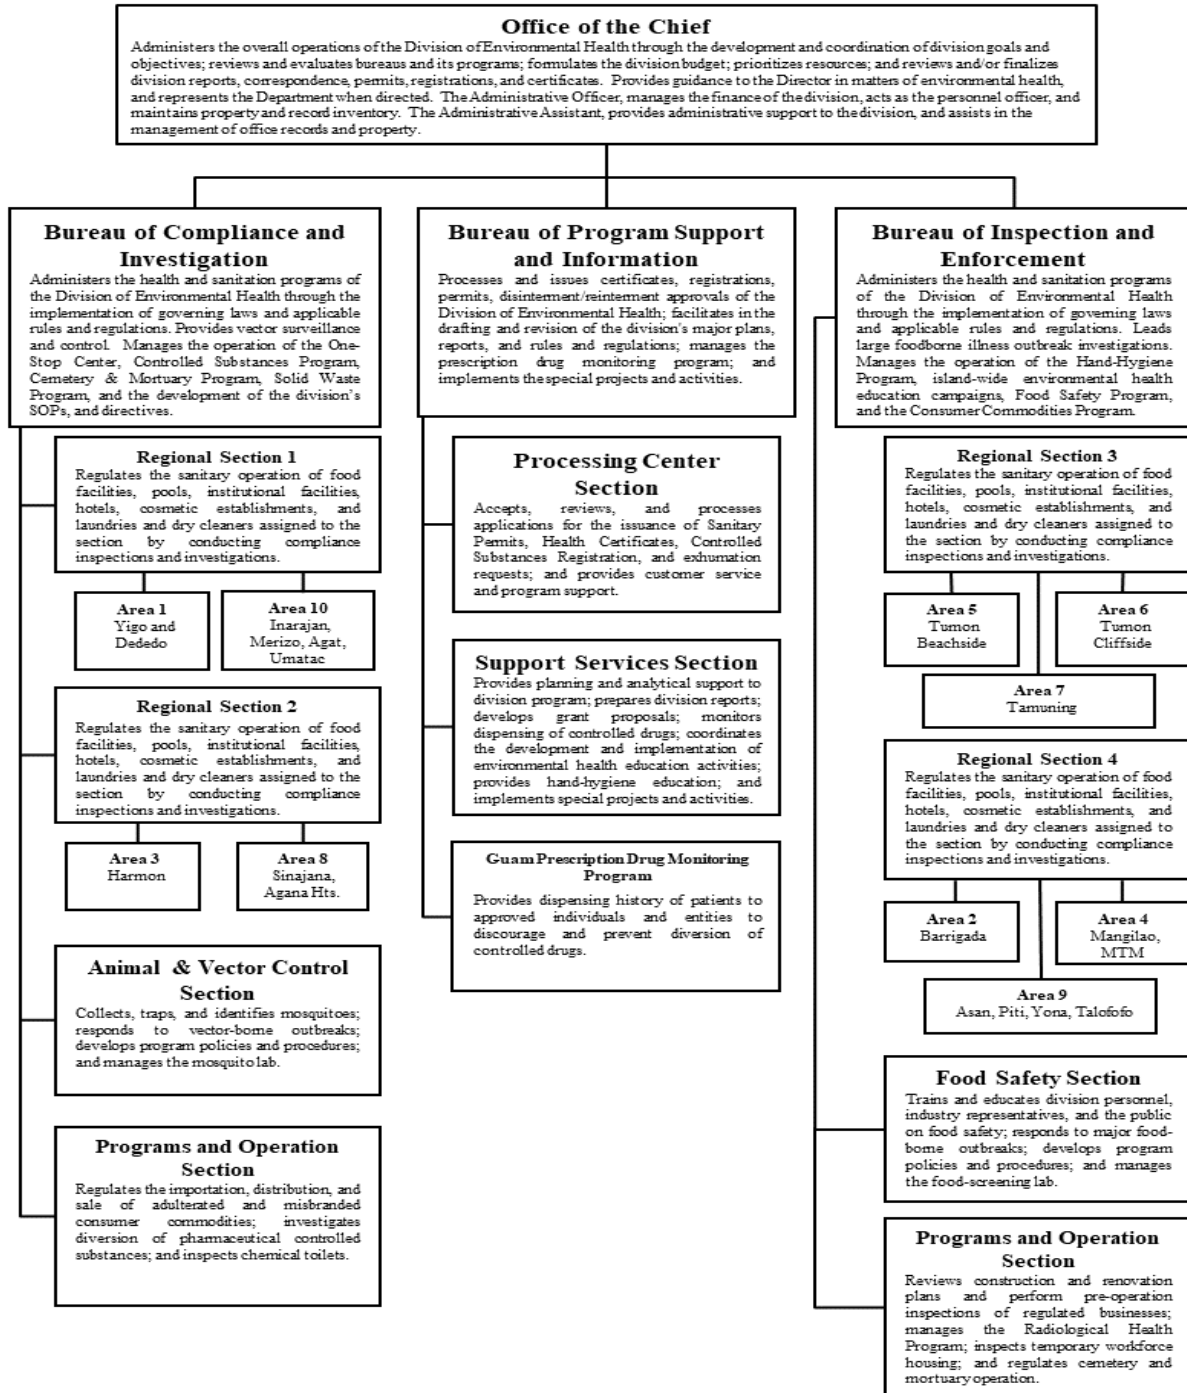 Office of the Chief
Administers the overall operations of the Division of Environmental Health through the development and coordination of division goals and
objectives; reviews and evaluates bureaus and its programs; formulates the division budget; prioritizes resources; and reviews and/or finalizes
division reports, correspondence, permits, registrations, and certificates. Provides guidance to the Director in matters of environmental health,
and represents the Department when directed. The Administrative Officer, manages the finance of the division, acts as the personnel officer, and
maintains property and record inventory. The Administrative Assistant, provides administrative support to the division, and assists in the
management of office records and property.
Bureau of Compliance and
Investigation
Administers the health and sanitation programs of
the Division of Environmental Health through the
implementation of governing laws and applicable
rules and regulations. Provides vector surveillance
and control. Manages the operation of the One-
Stop Center, Controlled Substances Program,
Cemetery & Mortuary Program, Solid Waste
Program, and the development of the division's
SOPs, and directives.
Regional Section 1
Regulates the sanitary operation of food
facilities, pools, institutional facilities,
hotels, cosmetic establishments, and
laundries and dry cleaners assigned to the
section by conducting compliance
inspections and investigations.
Area 1
Yigo and
Dededo
Area 10
Inarajan,
Merizo, Agat,
Umatac
Regional Section 2
Regulates the sanitary operation of food
facilities, pools, institutional facilities,
hotels, cosmetic establishments, and
laundries and dry cleaners assigned to the
section by conducting compliance
inspections and investigations.
Area 3
Harmon
Area 8
Sinajana,
Agana Hts.
Animal & Vector Control
Section
Collects, traps, and identifies mosquitoes;
responds to vector-borne outbreaks;
develops program policies and procedures;
and manages the mosquito lab.
Programs and Operation
Section
Regulates the importation, distribution, and
sale of adulterated and misbranded
consumer commodities; investigates
diversion of pharmaceutical controlled
substances; and inspects chemical toilets.
Bureau of Program Support
and Information
Processes and issues certificates, registrations,
permits, disinterment/reinterment approvals of the
Division of Environmental Health; facilitates in the
drafting and revision of the division's major plans,
reports, and rules and regulations; manages the
prescription drug monitoring program; and
implements the special projects and activities.
Processing Center
Section
Accepts, reviews, and processes
applications for the issuance of Sanitary
Permits, Health Certificates, Controlled
Substances Registration, and exhumation
requests; and provides customer service
and program support.
Support Services Section
Provides planning and analytical support to
division program; prepares division reports;
develops grant proposals; monitors
dispensing of controlled drugs; coordinates
the development and implementation of
environmental health education activities;
provides hand-hygiene education; and
implements special projects and activities.
Guam Prescription Drug Monitoring
Program
Provides dispensing history of patients to
approved individuals and entities to
discourage and prevent diversion of
controlled drugs.
Bureau of Inspection and
Enforcement
Administers the health and sanitation programs
of the Division of Environmental Health
through the implementation of governing laws
and applicable rules and regulations. Leads
large foodborne illness outbreak investigations.
Manages the operation of the Hand-Hygiene
Program, island-wide environmental health
education campaigns, Food Safety Program,
and the Consumer Commodities Program.
Regional Section 3
Regulates the sanitary operation of food
facilities, pools, institutional facilities,
hotels, cosmetic establishments, and
laundries and dry cleaners assigned to
the section by conducting compliance
inspections and investigations.
Area 5
Tumon
Beachside
Area 6
Tumon
Cliffside
Area 7
Tamuning
Regional Section 4
Regulates the sanitary operation of food
facilities, pools, institutional facilities,
hotels, cosmetic establishments, and
laundries and dry cleaners assigned to
the section by conducting compliance
inspections and investigations.
Area 2
Barrigada
Area 4
Mangilao,
MTM
Area 9
Asan, Piti, Yona, Talofofo
Food Safety Section
Trains and educates division personnel,
industry representatives, and the public
on food safety; responds to major food-
borne outbreaks; develops program
policies and procedures; and manages
the food-screening lab.
Programs and Operation
Section
Reviews construction and renovation
plans and perform pre-operation
inspections of regulated businesses;
manages the Radiological Health
Program; inspects temporary workforce
housing; and regulates cemetery and
mortuary operation.